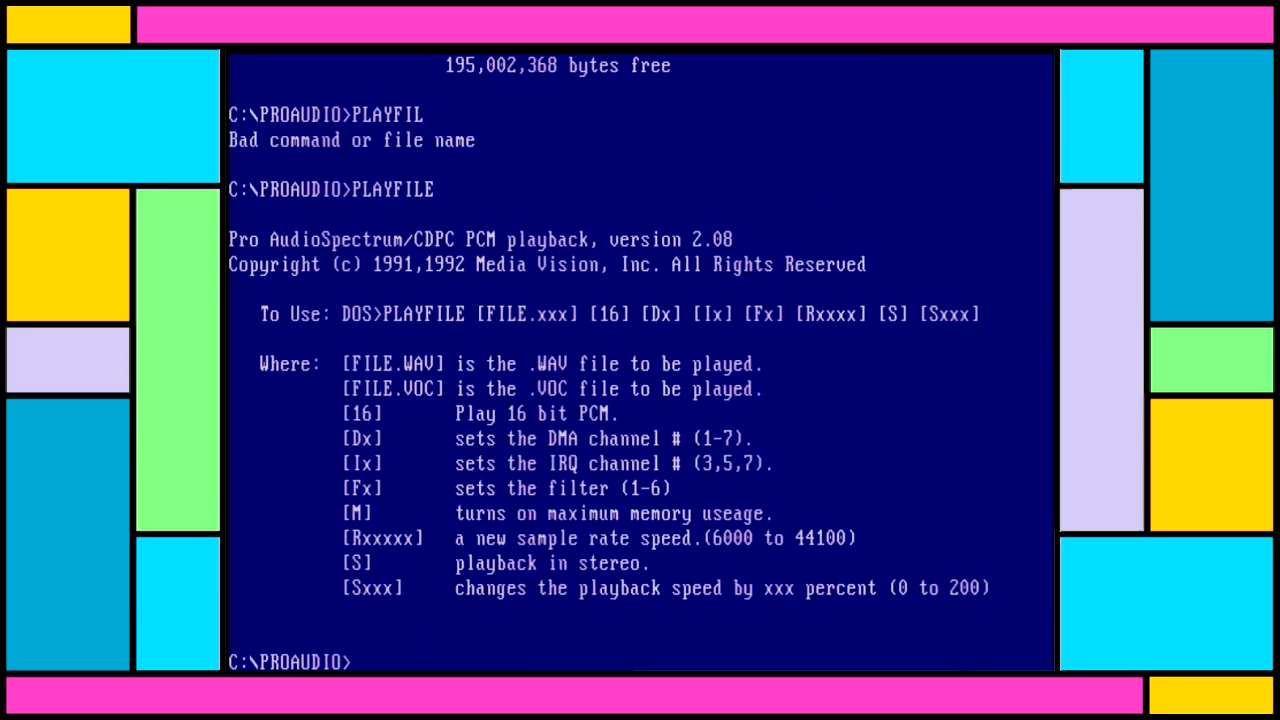 195,002,368 bytes free
C:\PROAUDIO>PLAYFIL
Bad command or file name
C:\PROAUDIO>PLAYFILE
Pro AudioSpectrum/CDPC PCM playback, version 2.08
Copyright (c) 1991,1992 Media Vision, Inc. All Rights Reserved
To Use: DOS>PLAYFILE [FILE.xxx] [16] [Dx] [Ix] [Fx] [Rxxxx] [S] [Sxxx]
Where: [FILE.WAV] is the .WAV file to be played.
[FILE.VOC] is the .VOC file to be played.
[16] Play 16 bit PCM.
[Dx] sets the DMA channel # (1-7).
[Ix] sets the IRQ channel # (3,5,7).
[Fx] sets the filter (1-6)
[M] turns on maximum memory useage.
[Rxxxxx] a new sample rate speed.(6000 to 44100)
[S] playback in stereo.
[Sxxx] changes the playback speed by xxx percent (0 to 200)
C:\PROAUDIO>